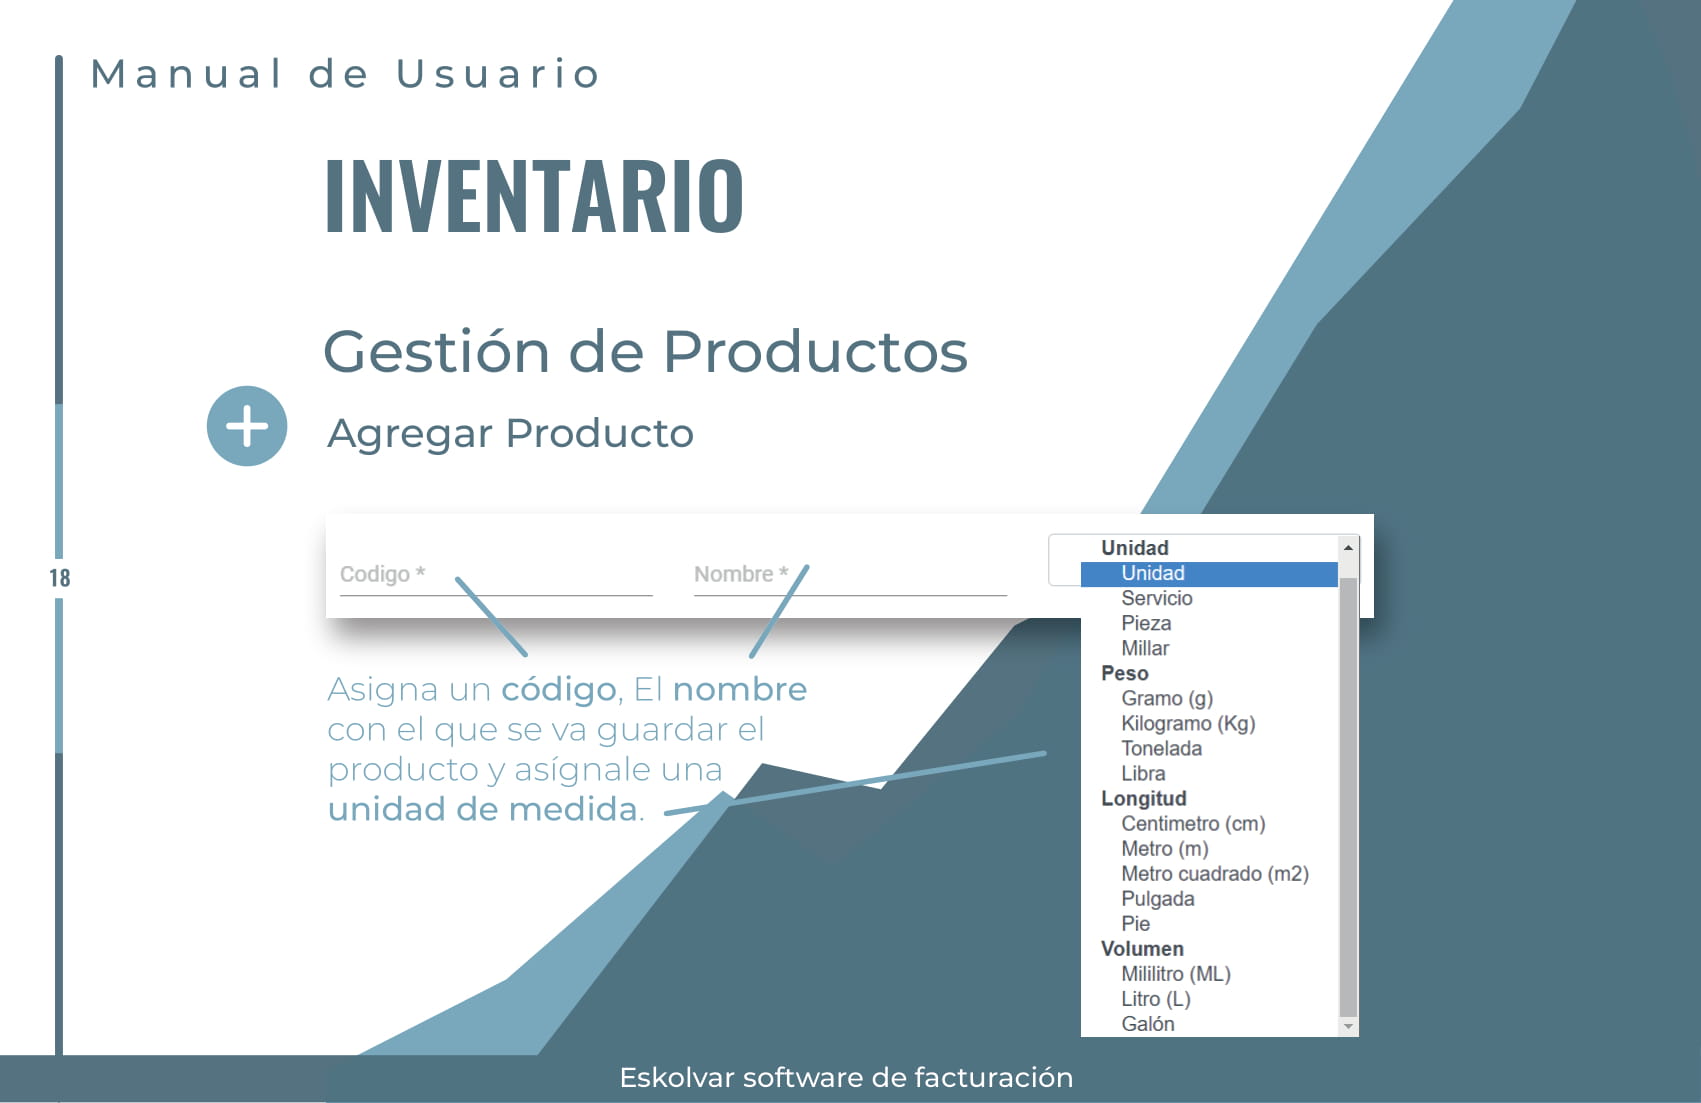 Manual de Usuario
INVENTARIO
Gestión de Productos
Agregar Producto
18
Codigo *
Nombre *
Unidad
Unidad
Servicio
Pieza
Millar
Peso
Gramo (g)
Kilogramo (Kg)
Tonelada
Libra
Longitud
Centimetro (cm)
Metro (m)
Metro cuadrado (m2)
Pulgada
Pie
Volumen
Mililitro (ML)
Litro (L)
Galón
Asigna un código, El nombre
con el que se va guardar el
producto y asígnale una
unidad de medida.
Eskolvar software de facturación